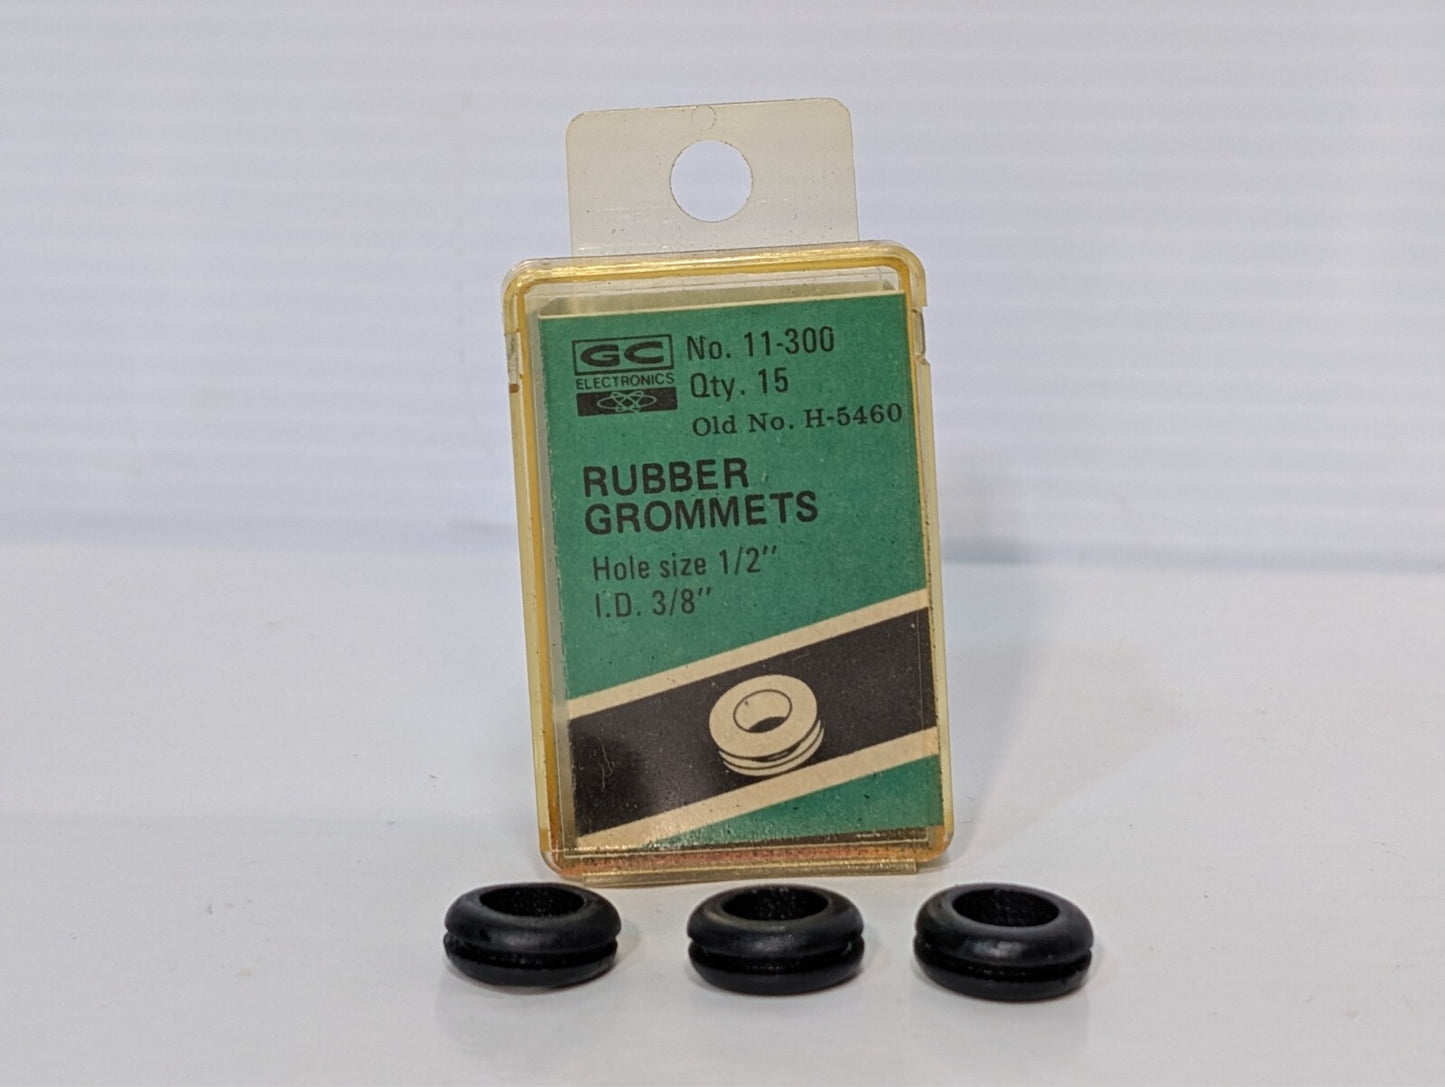 GC
ELECTRONICS
No. 11-300
Qty. 15
Old No. H-5460
RUBBER
GROMMETS
Hole size 1/2"
I.D. 3/8"